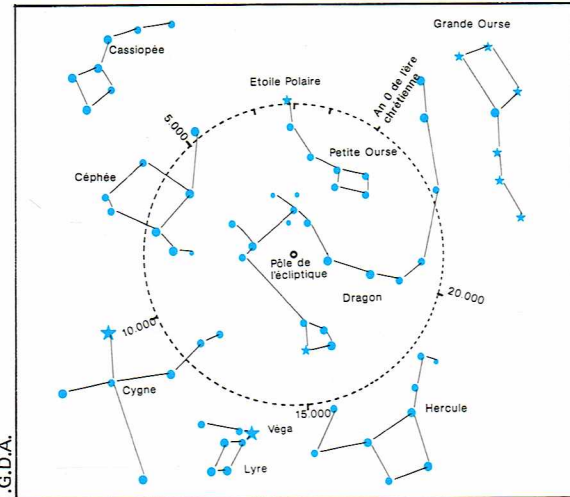 Grande Ourse
Cassiopée
Etoile Polaire
An 0 de l'ère
chrétienne
5.000
Petite Ourse
Céphée
Pôle de
l'écliptique
Dragon
20.000
10.000
Cygne
15.000
Hercule
Véga
Lyre
.G.D.A.